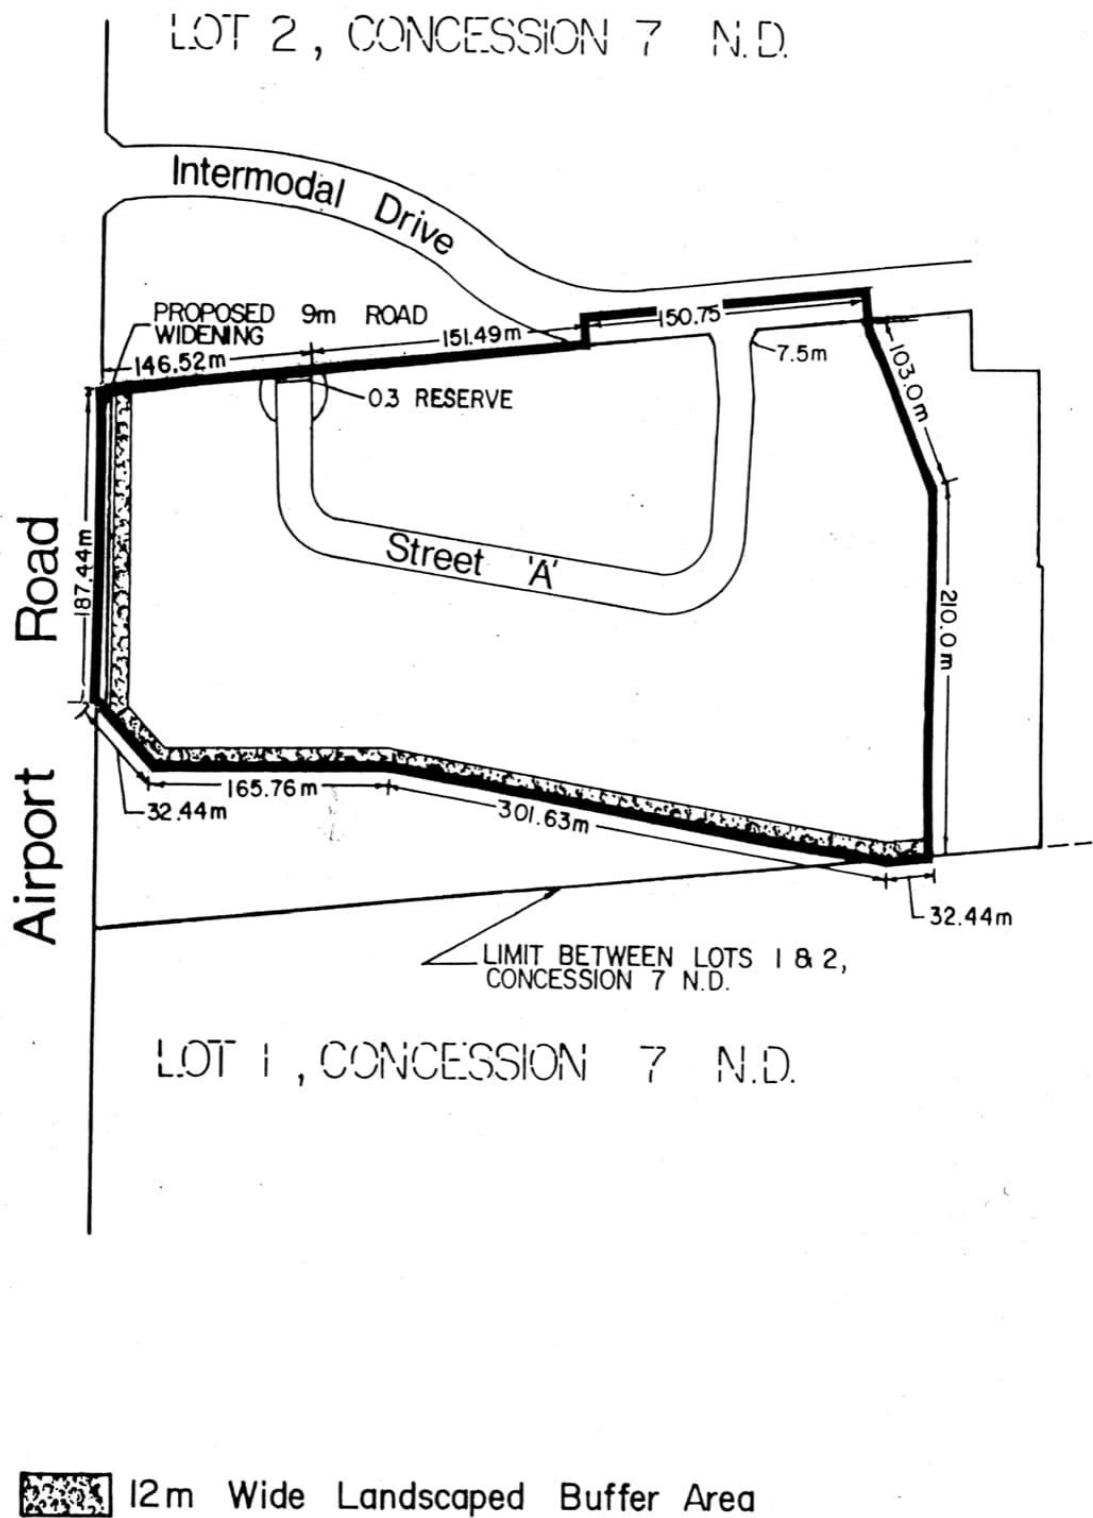 LOT 2, CONCESSION 7 N.D.
Intermodal Drive
PROPOSED 9m ROAD
WIDENING
146.52m
151.49m
150.75
7.5m
103.0m
0.3 RESERVE
Street 'A'
187.44m
210.0m
Airport Road
165.76m
32.44m
301.63m
32.44m
LIMIT BETWEEN LOTS 1 & 2,
CONCESSION 7 N.D.
LOT 1, CONCESSION 7 N.D.
12m Wide Landscaped Buffer Area